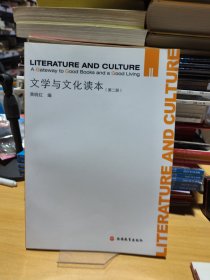 LITERATURE AND CULTURE
A Gateway to Good Books and a Good Living
文学与文化读本（第二册）
编
LITERATURE AND CULTURE